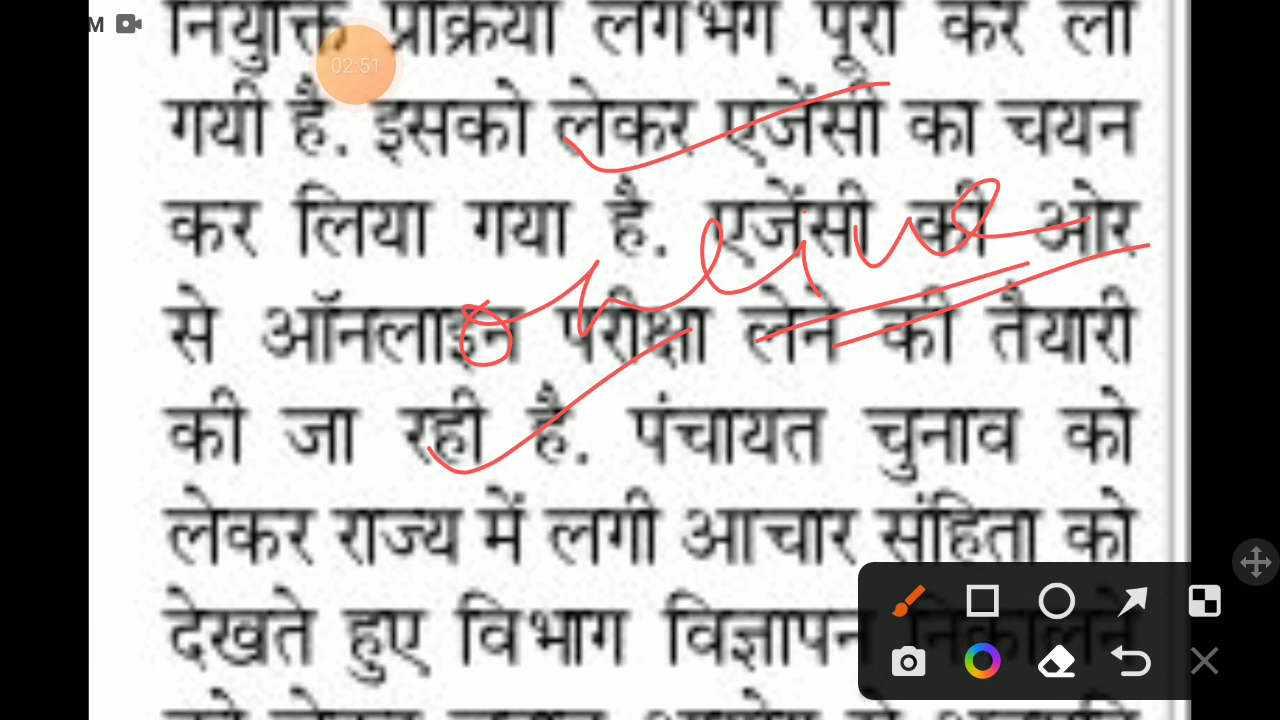 M
नियुक्ति प्रक्रिया लगभग पूरी कर ली
02:51
गयी है. इसको लेकर एजेंसी का चयन
कर लिया गया है. एजेंसी की ओर
से ऑनलाइन परीक्षा लेने की तैयारी
online
की जा रही है. पंचायत चुनाव को
लेकर राज्य में लगी आचार संहिता को
देखते हुए विभाग विज्ञापन निकालने